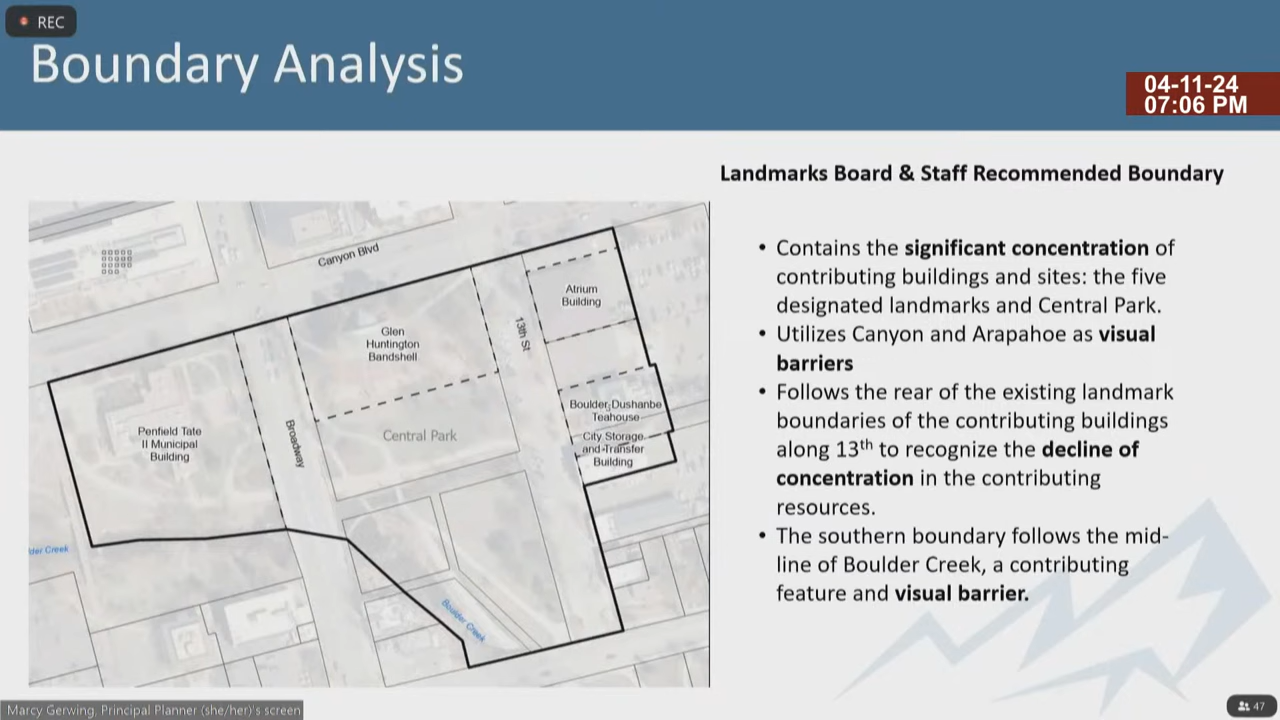 REC
Boundary Analysis
04-11-24
07:06 PM
Landmarks Board & Staff Recommended Boundary
• Contains the significant concentration of
contributing buildings and sites: the five
designated landmarks and Central Park.
• Utilizes Canyon and Arapahoe as visual
barriers
• Follows the rear of the existing landmark
boundaries of the contributing buildings
along 13th to recognize the decline of
concentration in the contributing
resources.
• The southern boundary follows the mid-
line of Boulder Creek, a contributing
feature and visual barrier.
Canyon Blvd
Atrium
Building
Glen
Huntington
Bandshell
13th St
Boulder-Dushanbe
Teahouse
Penfield Tate
II Municipal
Building
Broadway
Central Park
City Storage
and Transfer
Building
der Creek
Boulder Creek
Marcy Gerwing, Principal Planner (she/her)'s screen
47